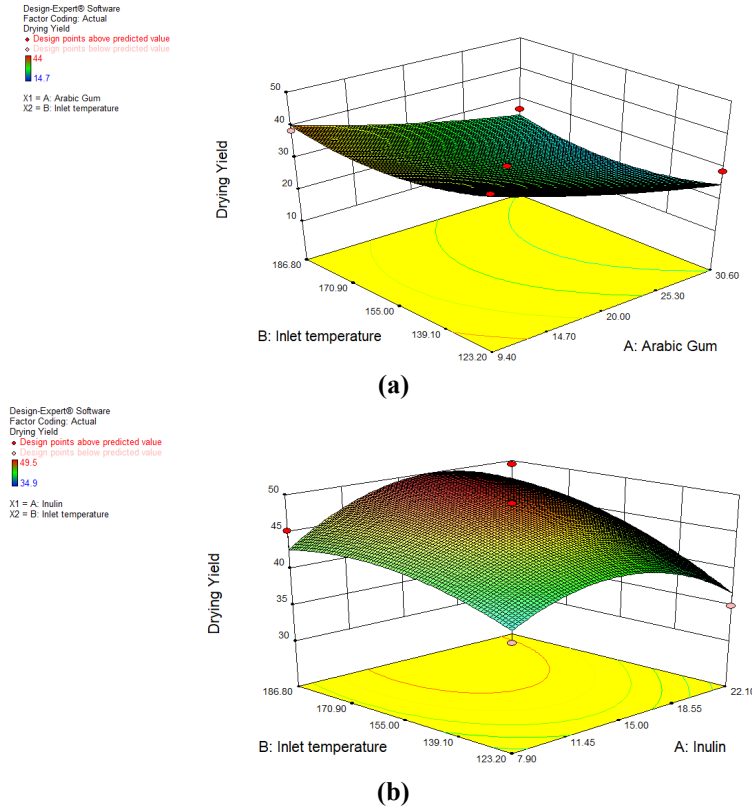 Design-Expert® Software
Factor Coding: Actual
Drying Yield
Design points above predicted value
Design points below predicted value
44
14.7
X1 = A: Arabic Gum
X2 = B: Inlet temperature
50
40
30
20
10
Drying Yield
186.80
170.90
155.00
139.10
123.20
B: Inlet temperature
9.40
14.70
20.00
25.30
30.60
A: Arabic Gum
(a)
Design-Expert® Software
Factor Coding: Actual
Drying Yield
Design points above predicted value
Design points below predicted value
49.5
34.9
X1 = A: Inulin
X2 = B: Inlet temperature
50
45
40
35
30
Drying Yield
186.80
170.90
155.00
139.10
123.20
B: Inlet temperature
7.90
11.45
15.00
18.55
22.10
A: Inulin
(b)